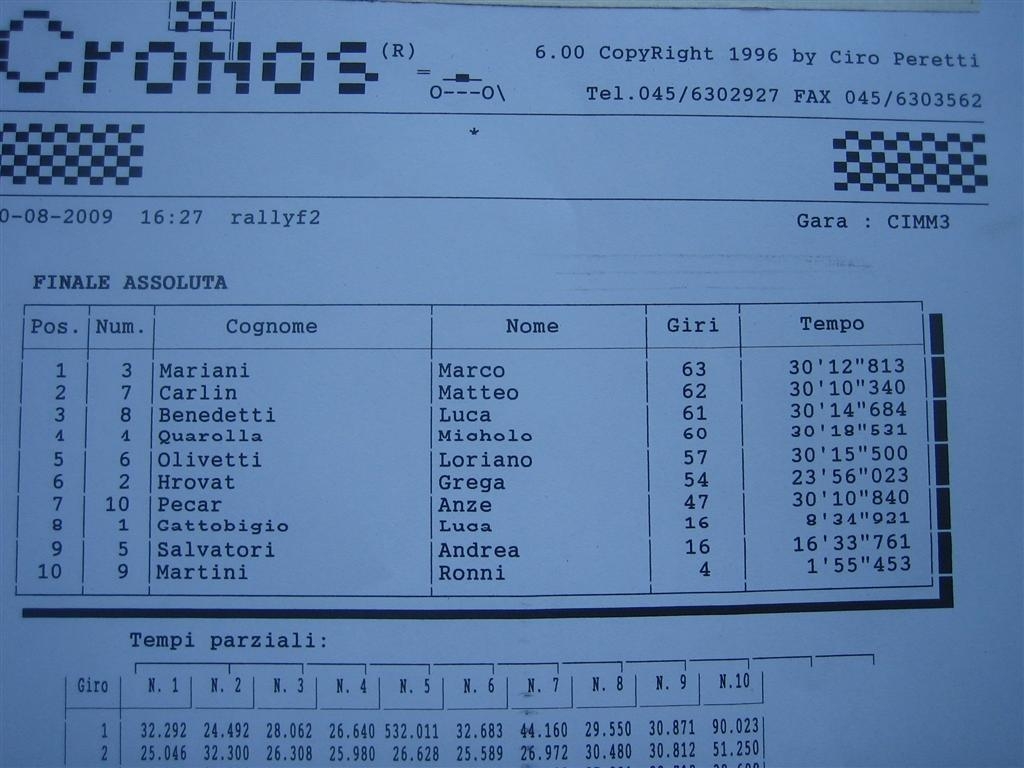 CRONOS (R) 6.00 CopyRight 1996 by Ciro Peretti
Tel.045/6302927 FAX 045/6303562
*
0-08-2009 16:27 rallyf2 Gara : CIMM3
FINALE ASSOLUTA
Pos. Num. Cognome Nome Giri Tempo
1 3 Mariani Marco 63 30'12"813
2 7 Carlin Matteo 62 30'10"340
3 8 Benedetti Luca 61 30'14"684
4 4 Quarolla Michele 60 30'18"531
5 6 Olivetti Loriano 57 30'15"500
6 2 Hrovat Grega 54 23'56"023
7 10 Pecar Anze 47 30'10"840
8 1 Gattobigio Luca 16 8'34"921
9 5 Salvatori Andrea 16 16'33"761
10 9 Martini Ronni 4 1'55"453
Tempi parziali:
Giro N. 1 N. 2 N. 3 N. 4 N. 5 N. 6 N. 7 N. 8 N. 9 N.10
1 32.292 24.492 28.062 26.640 532.011 32.683 44.160 29.550 30.871 90.023
2 25.046 32.300 26.308 25.980 26.628 25.589 26.972 30.480 30.812 51.250